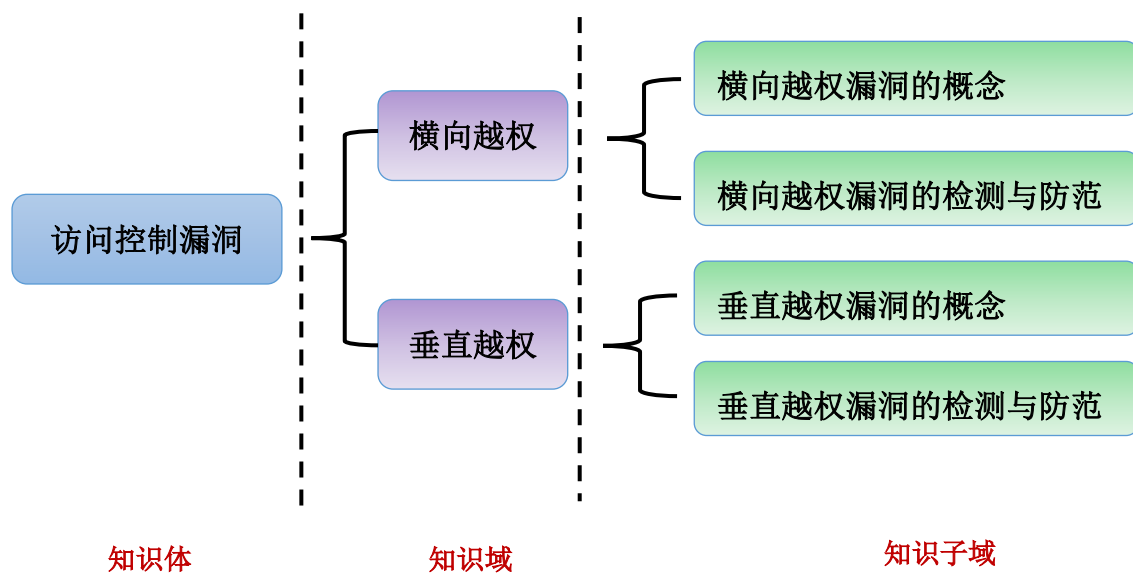 访问控制漏洞
横向越权
垂直越权
横向越权漏洞的概念
横向越权漏洞的检测与防范
垂直越权漏洞的概念
垂直越权漏洞的检测与防范
知识体
知识域
知识子域